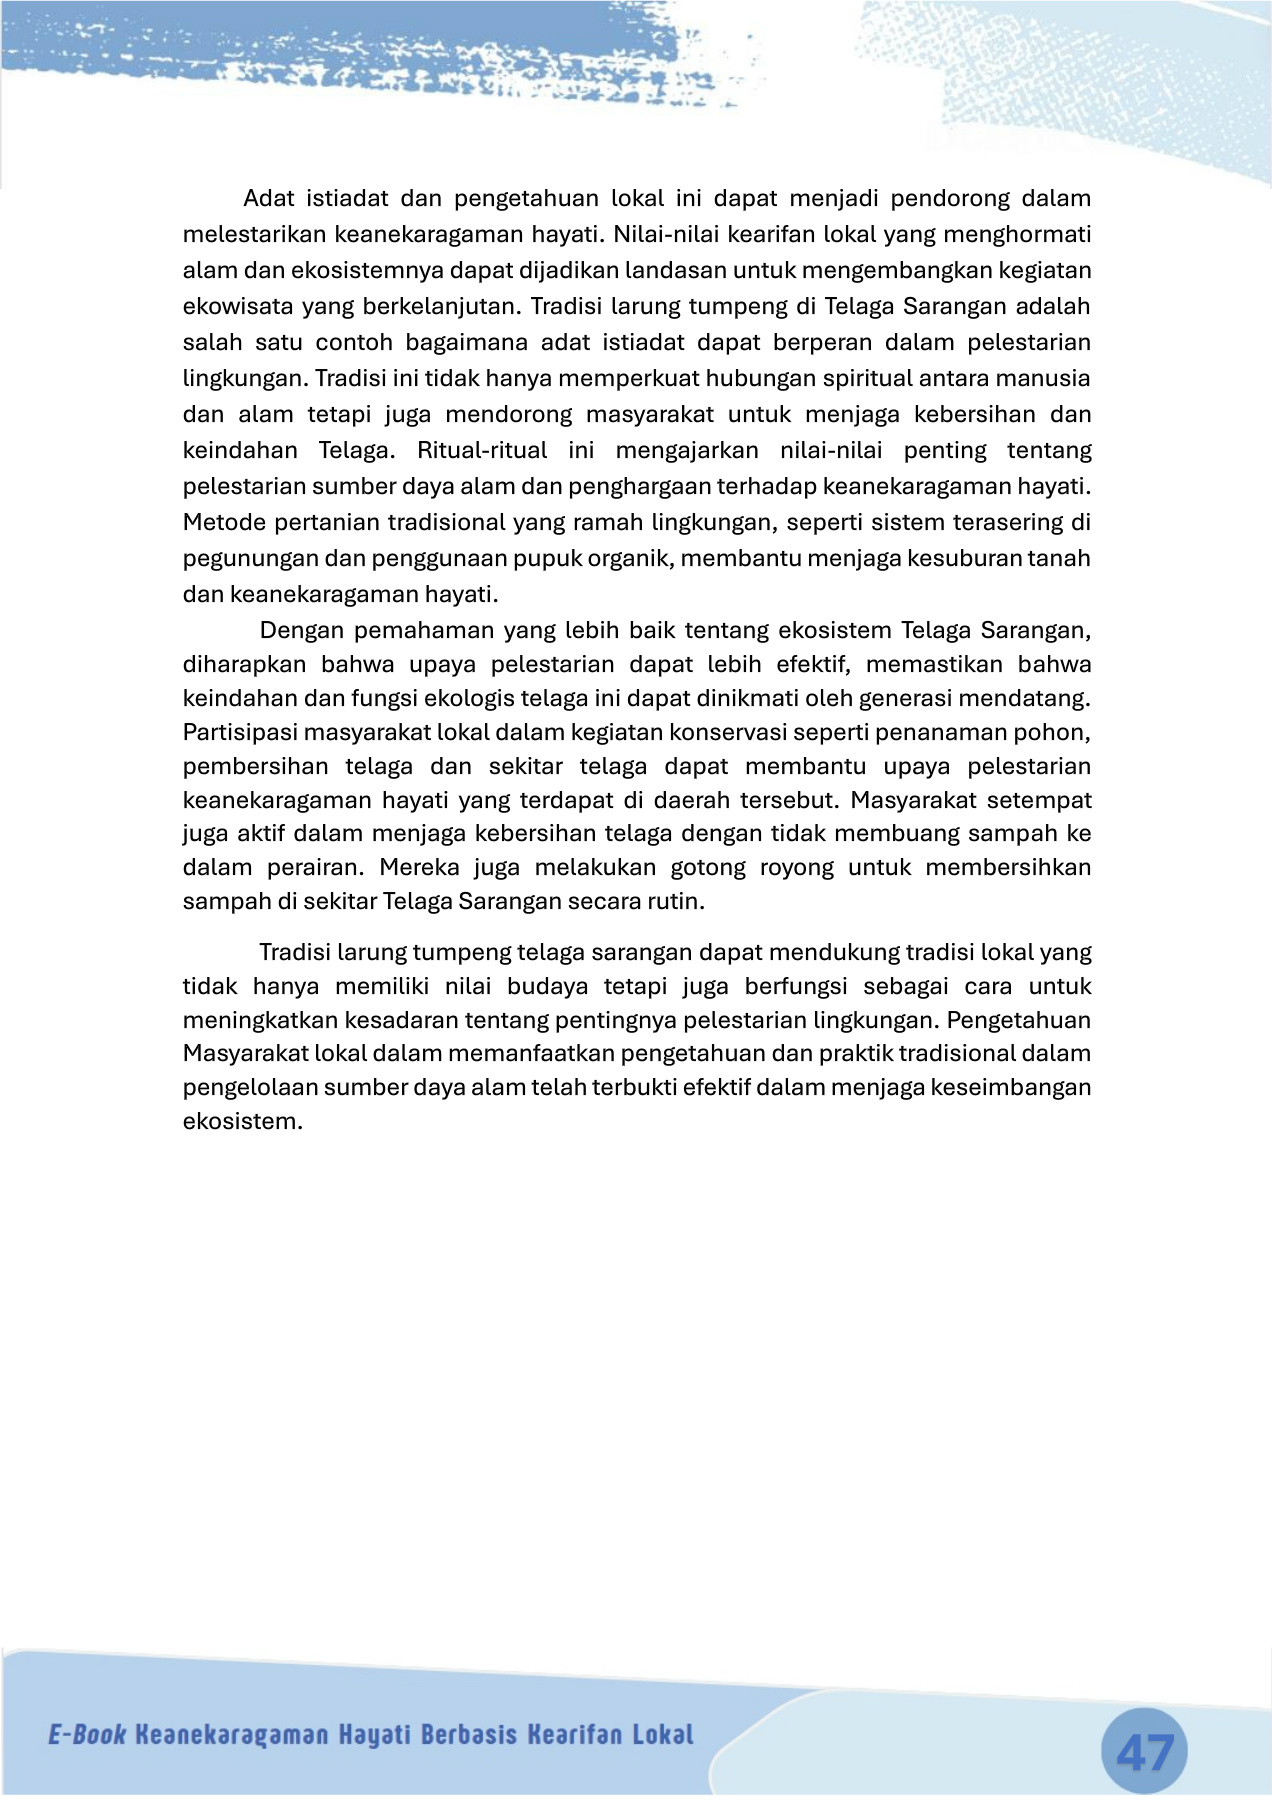 Adat istiadat dan pengetahuan lokal ini dapat menjadi pendorong dalam
melestarikan keanekaragaman hayati. Nilai-nilai kearifan lokal yang menghormati
alam dan ekosistemnya dapat dijadikan landasan untuk mengembangkan kegiatan
ekowisata yang berkelanjutan. Tradisi larung tumpeng di Telaga Sarangan adalah
salah satu contoh bagaimana adat istiadat dapat berperan dalam pelestarian
lingkungan. Tradisi ini tidak hanya memperkuat hubungan spiritual antara manusia
dan alam tetapi juga mendorong masyarakat untuk menjaga kebersihan dan
keindahan Telaga. Ritual-ritual ini mengajarkan nilai-nilai penting tentang
pelestarian sumber daya alam dan penghargaan terhadap keanekaragaman hayati.
Metode pertanian tradisional yang ramah lingkungan, seperti sistem terasering di
pegunungan dan penggunaan pupuk organik, membantu menjaga kesuburan tanah
dan keanekaragaman hayati.
Dengan pemahaman yang lebih baik tentang ekosistem Telaga Sarangan,
diharapkan bahwa upaya pelestarian dapat lebih efektif, memastikan bahwa
keindahan dan fungsi ekologis telaga ini dapat dinikmati oleh generasi mendatang.
Partisipasi masyarakat lokal dalam kegiatan konservasi seperti penanaman pohon,
pembersihan telaga dan sekitar telaga dapat membantu upaya pelestarian
keanekaragaman hayati yang terdapat di daerah tersebut. Masyarakat setempat
juga aktif dalam menjaga kebersihan telaga dengan tidak membuang sampah ke
dalam perairan. Mereka juga melakukan gotong royong untuk membersihkan
sampah di sekitar Telaga Sarangan secara rutin.
Tradisi larung tumpeng telaga sarangan dapat mendukung tradisi lokal yang
tidak hanya memiliki nilai budaya tetapi juga berfungsi sebagai cara untuk
meningkatkan kesadaran tentang pentingnya pelestarian lingkungan. Pengetahuan
Masyarakat lokal dalam memanfaatkan pengetahuan dan praktik tradisional dalam
pengelolaan sumber daya alam telah terbukti efektif dalam menjaga keseimbangan
ekosistem.
E-Book Keanekaragaman Hayati Berbasis Kearifan Lokal
47